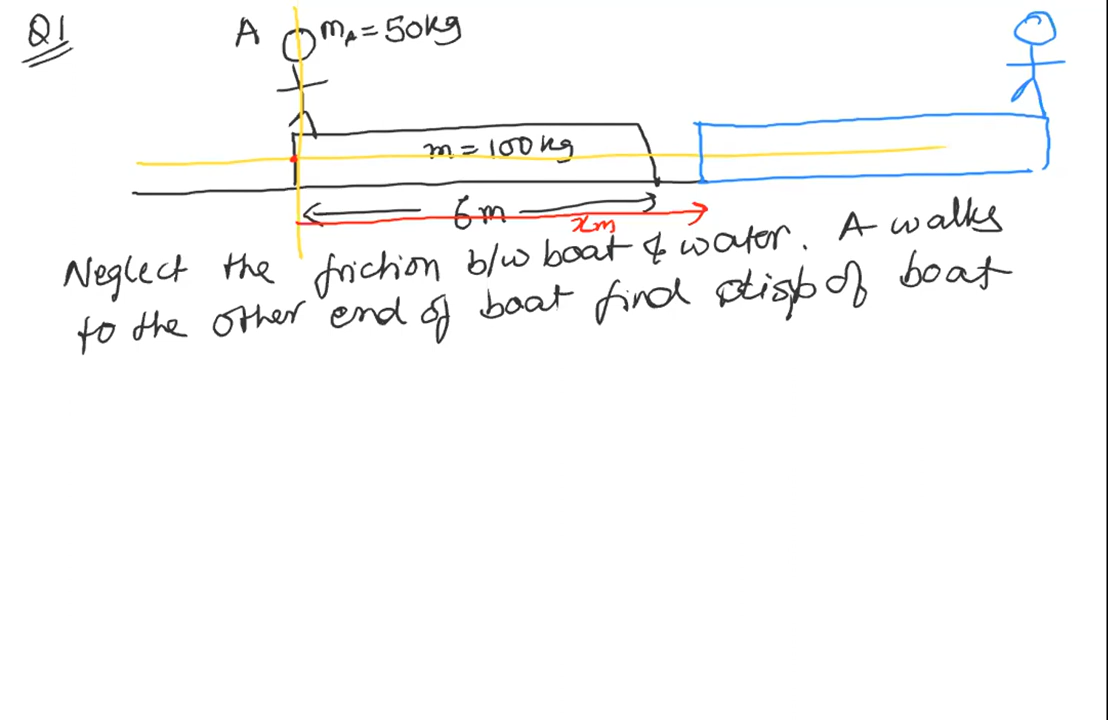 Q1
A m_A = 50kg
m = 100kg
6m
xm
Neglect the friction b/w boat & water. A walks
to the other end of boat find disp of boat